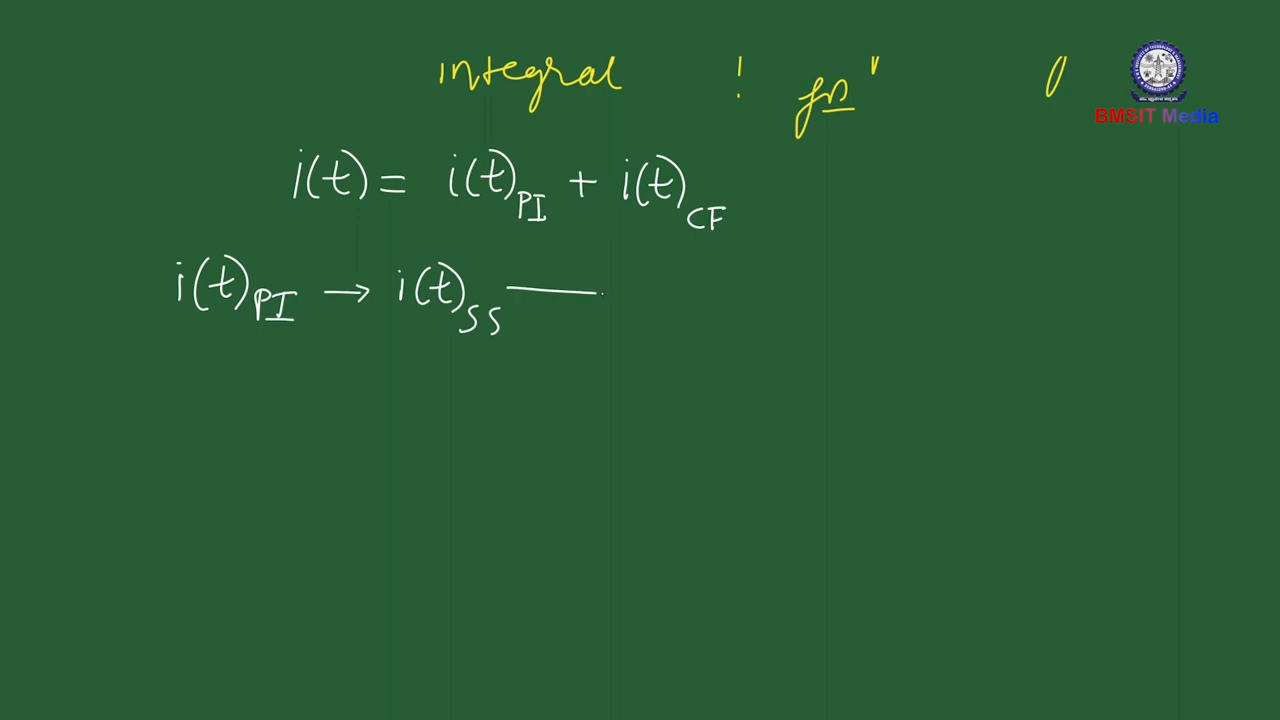 integral ! fn"
BMSIT Media
i(t) = i(t)PI + i(t)CF
i(t)PI → i(t)SS —